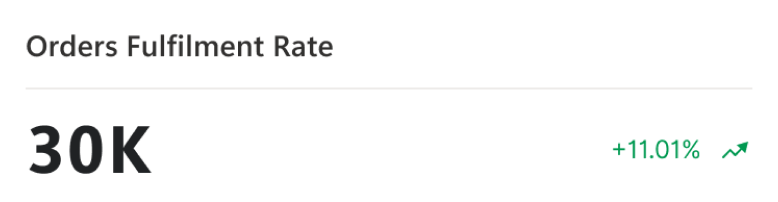 Orders Fulfilment Rate
30K
+11.01%